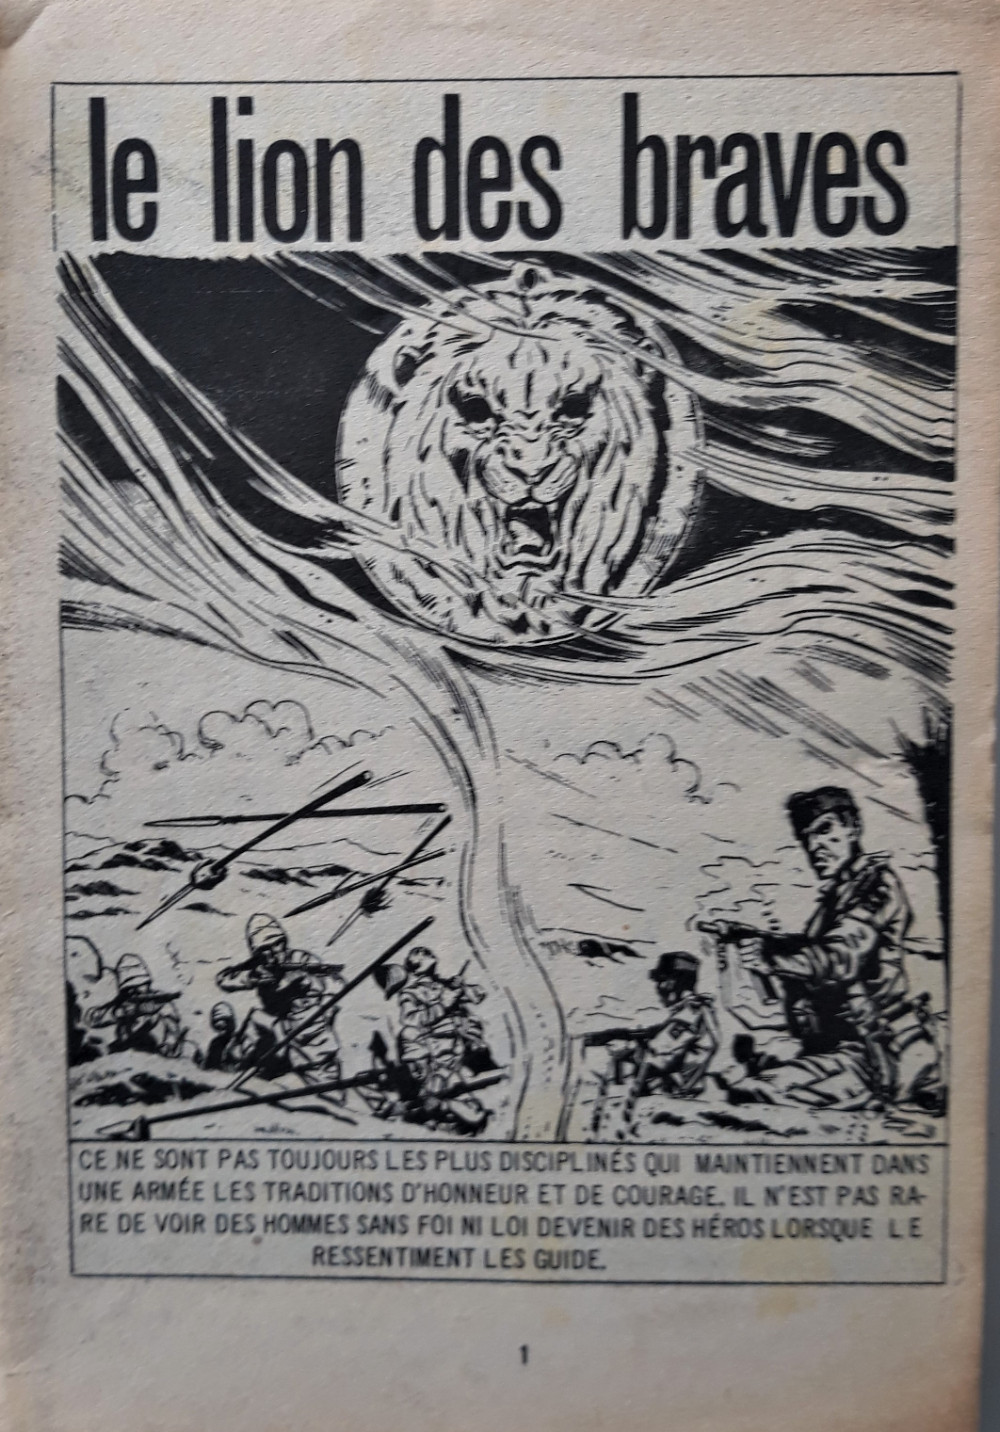 le lion des braves
CE NE SONT PAS TOUJOURS LES PLUS DISCIPLINÉS QUI MAINTIENNENT DANS
UNE ARMÉE LES TRADITIONS D'HONNEUR ET DE COURAGE. IL N'EST PAS RA-
RE DE VOIR DES HOMMES SANS FOI NI LOI DEVENIR DES HÉROS LORSQUE LE
RESSENTIMENT LES GUIDE.
1